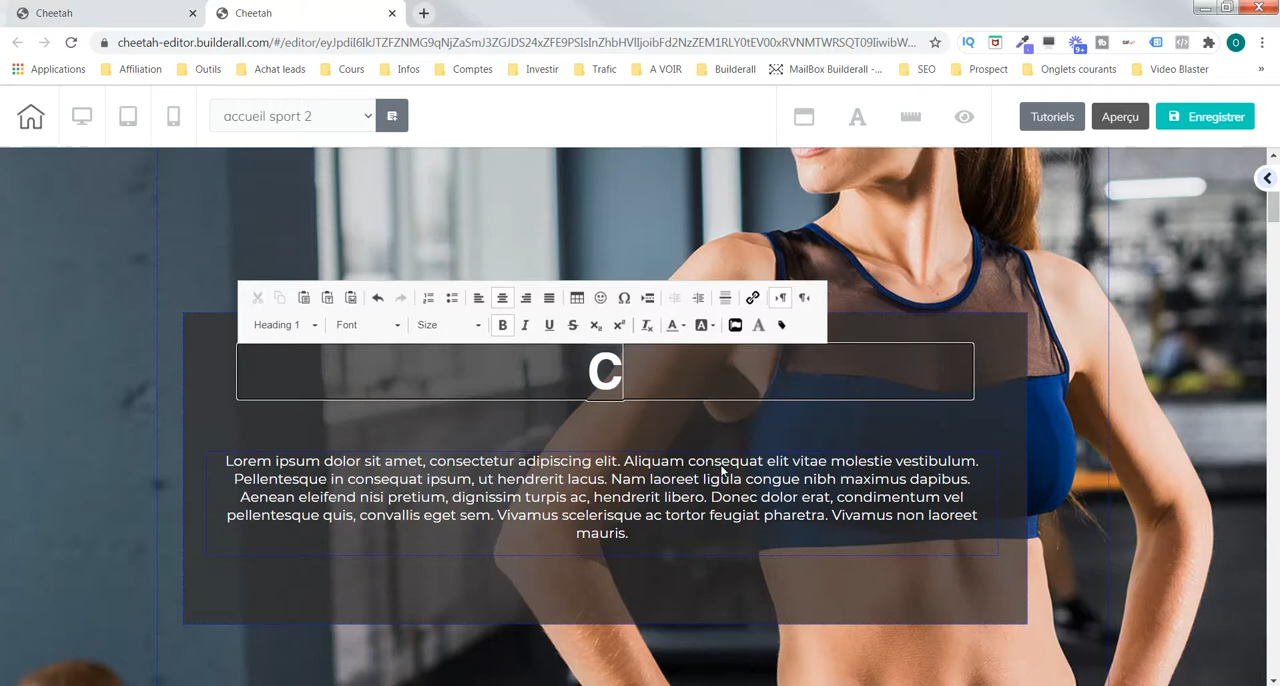 Cheetah
Cheetah
cheetah-editor.builderall.com/#/editor/eyJpdiI6IkJTZFZNMG9qNjZaSmJ3ZGJDS24xZFE9PSIsInZhbHVlIjoibFd2NzZEM1RLY0tEV00xRVNMTWRSQT09IiwibW...
Applications
Affiliation
Outils
Achat leads
Cours
Infos
Comptes
Investir
Trafic
A VOIR
Builderall
MailBox Builderall -...
SEO
Prospect
Onglets courants
Video Blaster
»
accueil sport 2
Tutoriels
Aperçu
Enregistrer
Heading 1
Font
Size
C
Lorem ipsum dolor sit amet, consectetur adipiscing elit. Aliquam consequat elit vitae molestie vestibulum.
Pellentesque in consequat ipsum, ut hendrerit lacus. Nam laoreet ligula congue nibh maximus dapibus.
Aenean eleifend nisi pretium, dignissim turpis ac, hendrerit libero. Donec dolor erat, condimentum vel
pellentesque quis, convallis eget sem. Vivamus scelerisque ac tortor feugiat pharetra. Vivamus non laoreet
mauris.